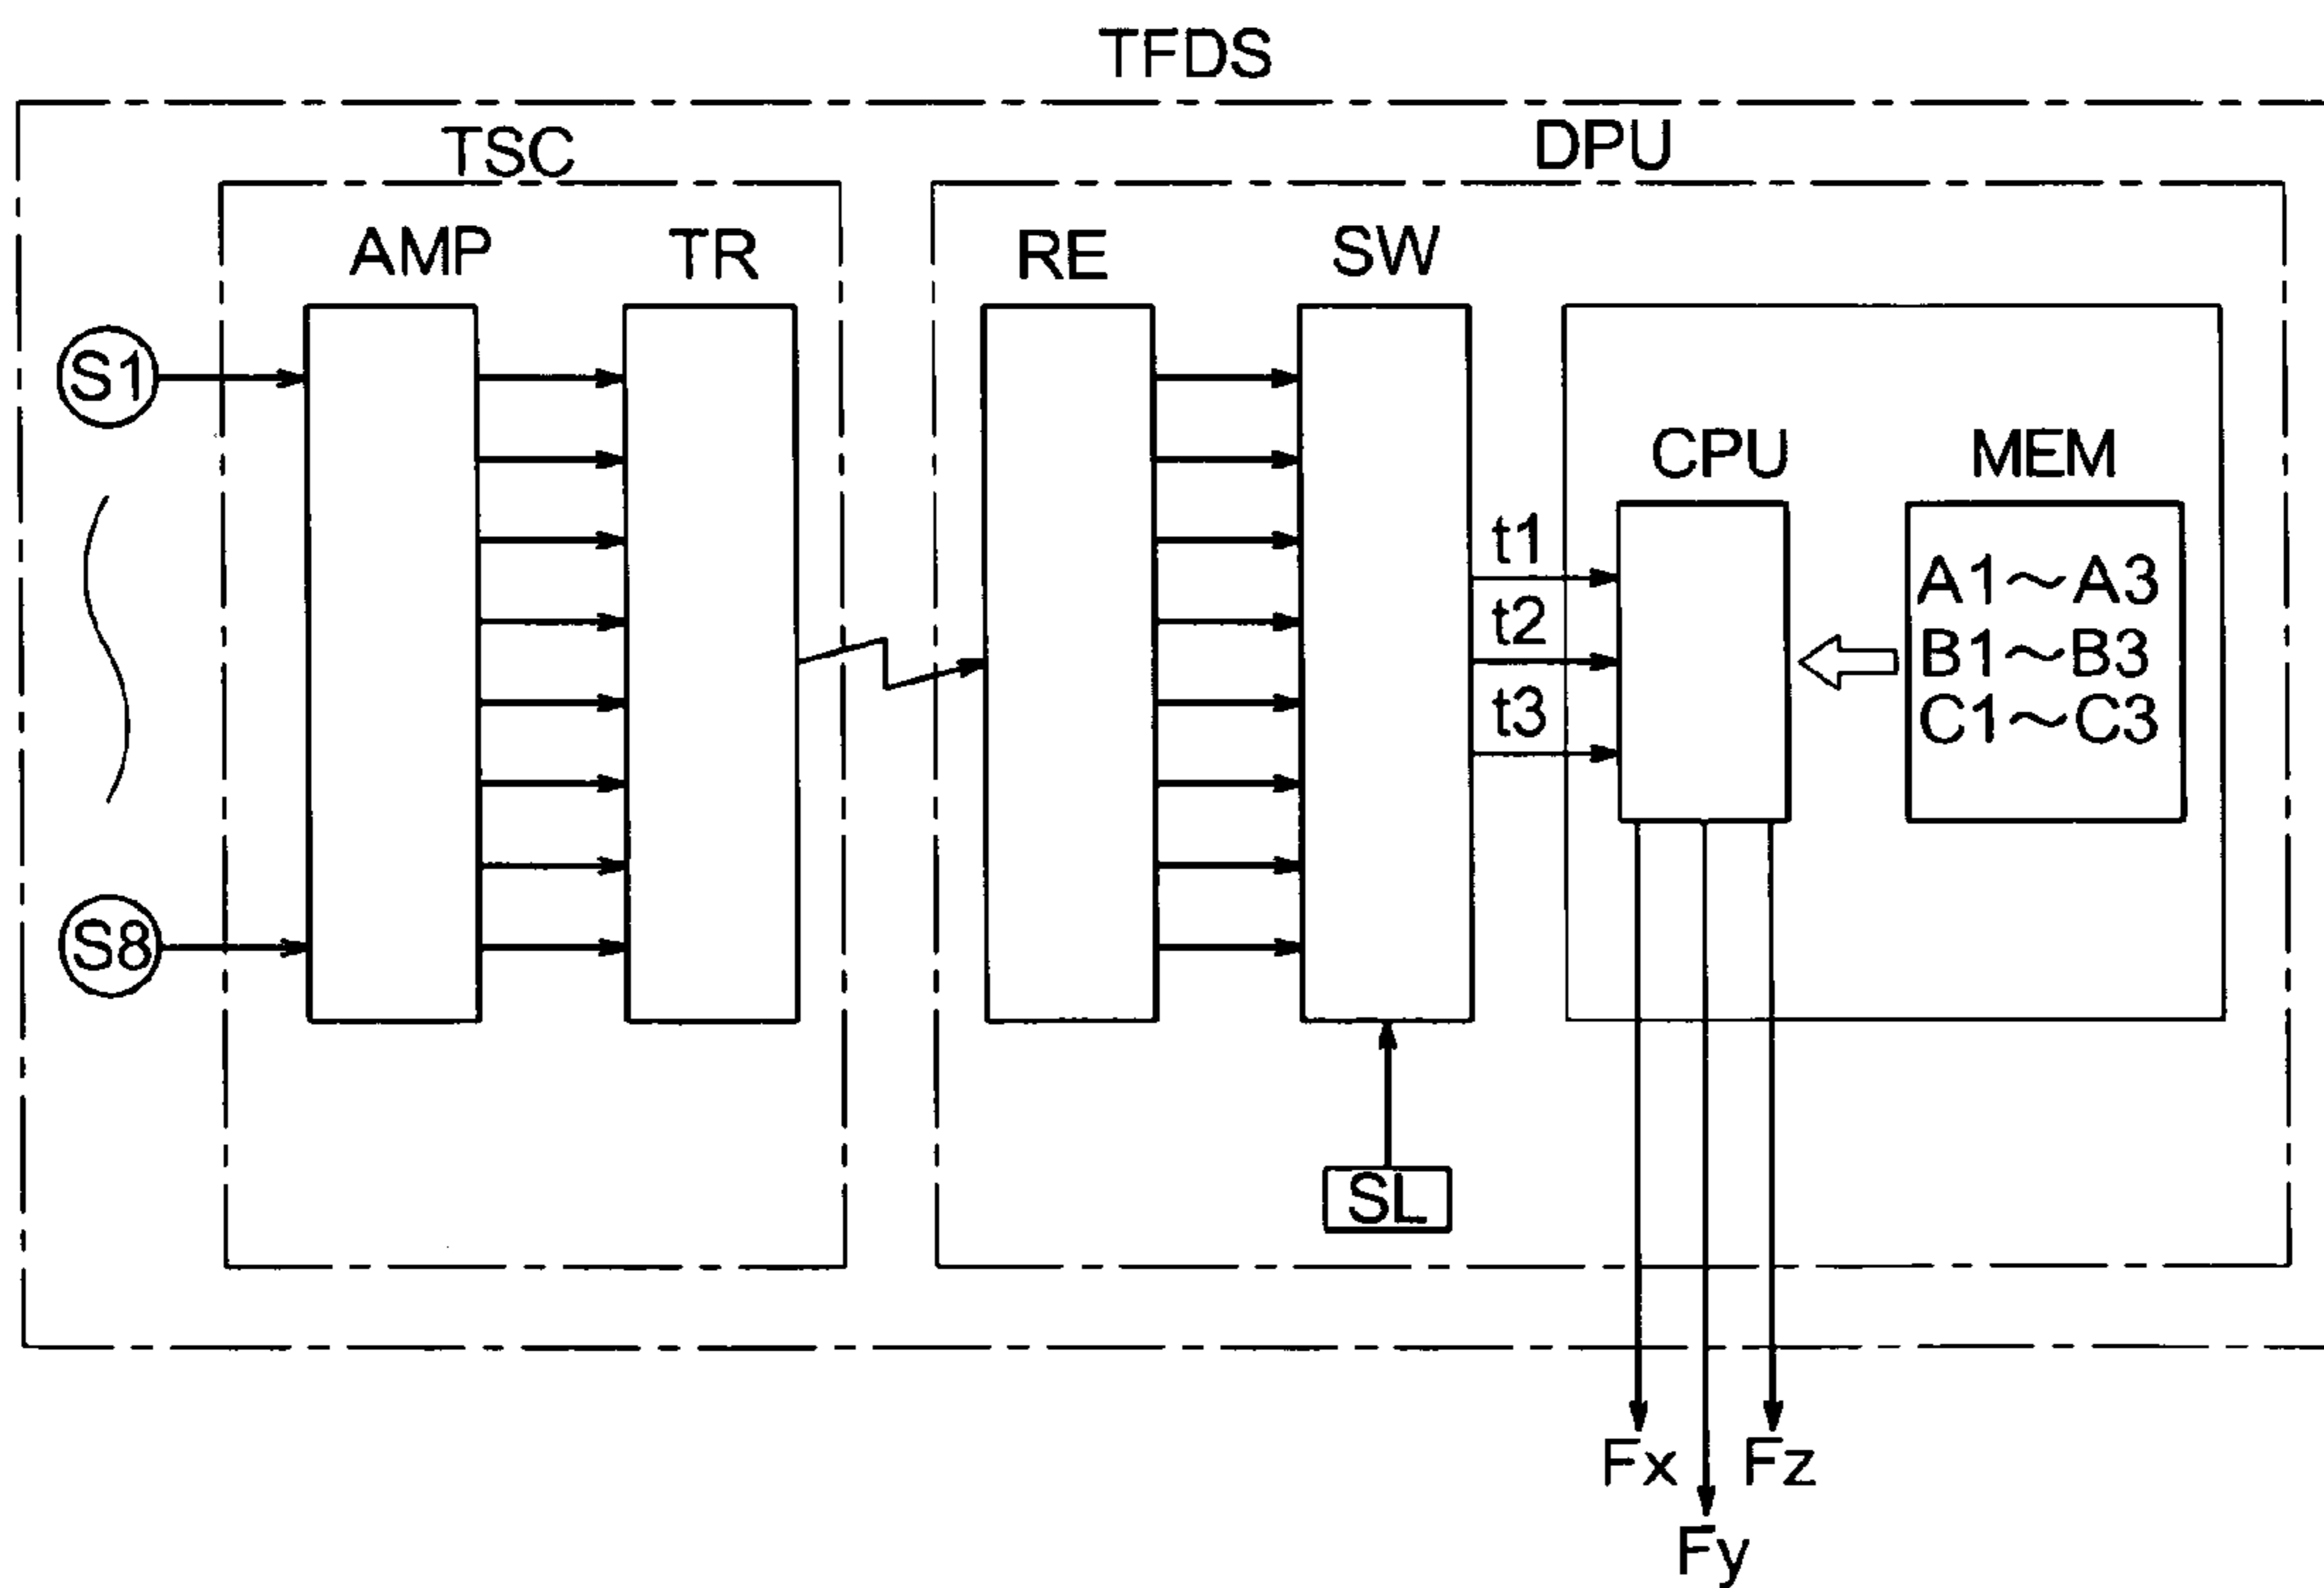 TFDS
TSC
DPU
AMP
TR
RE
SW
S1
CPU
MEM
t1
A1～A3
t2
B1～B3
t3
C1～C3
S8
SL
Fx
Fz
Fy